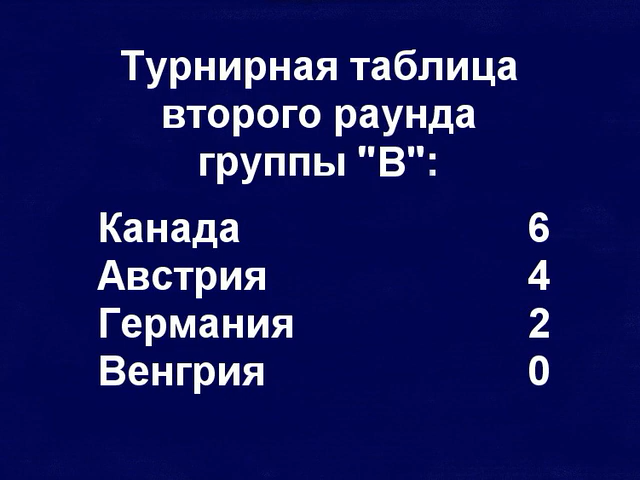 Турнирная таблица
второго раунда
группы "В":
Канада 6
Австрия 4
Германия 2
Венгрия 0